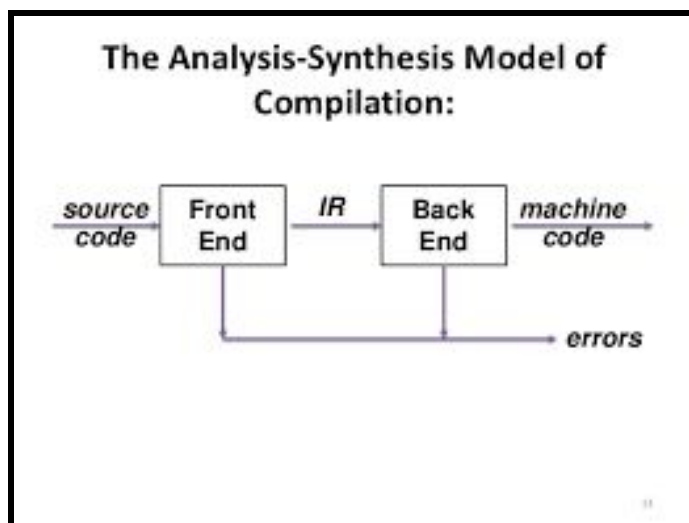 The Analysis-Synthesis Model of
Compilation:
source
code
Front
End
IR
Back
End
machine
code
errors